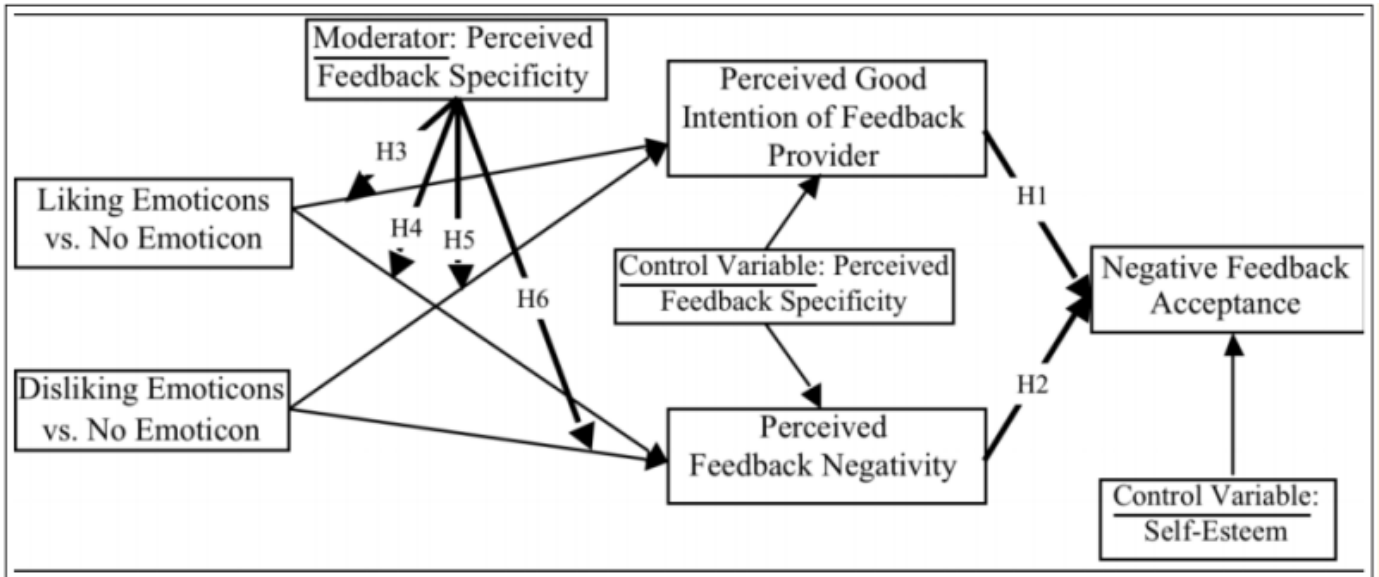 Moderator: Perceived
Feedback Specificity
Perceived Good
Intention of Feedback
Provider
H3
H1
Liking Emoticons
vs. No Emoticon
H4
H5
Control Variable: Perceived
Feedback Specificity
H6
Negative Feedback
Acceptance
Disliking Emoticons
vs. No Emoticon
H2
Perceived
Feedback Negativity
Control Variable:
Self-Esteem